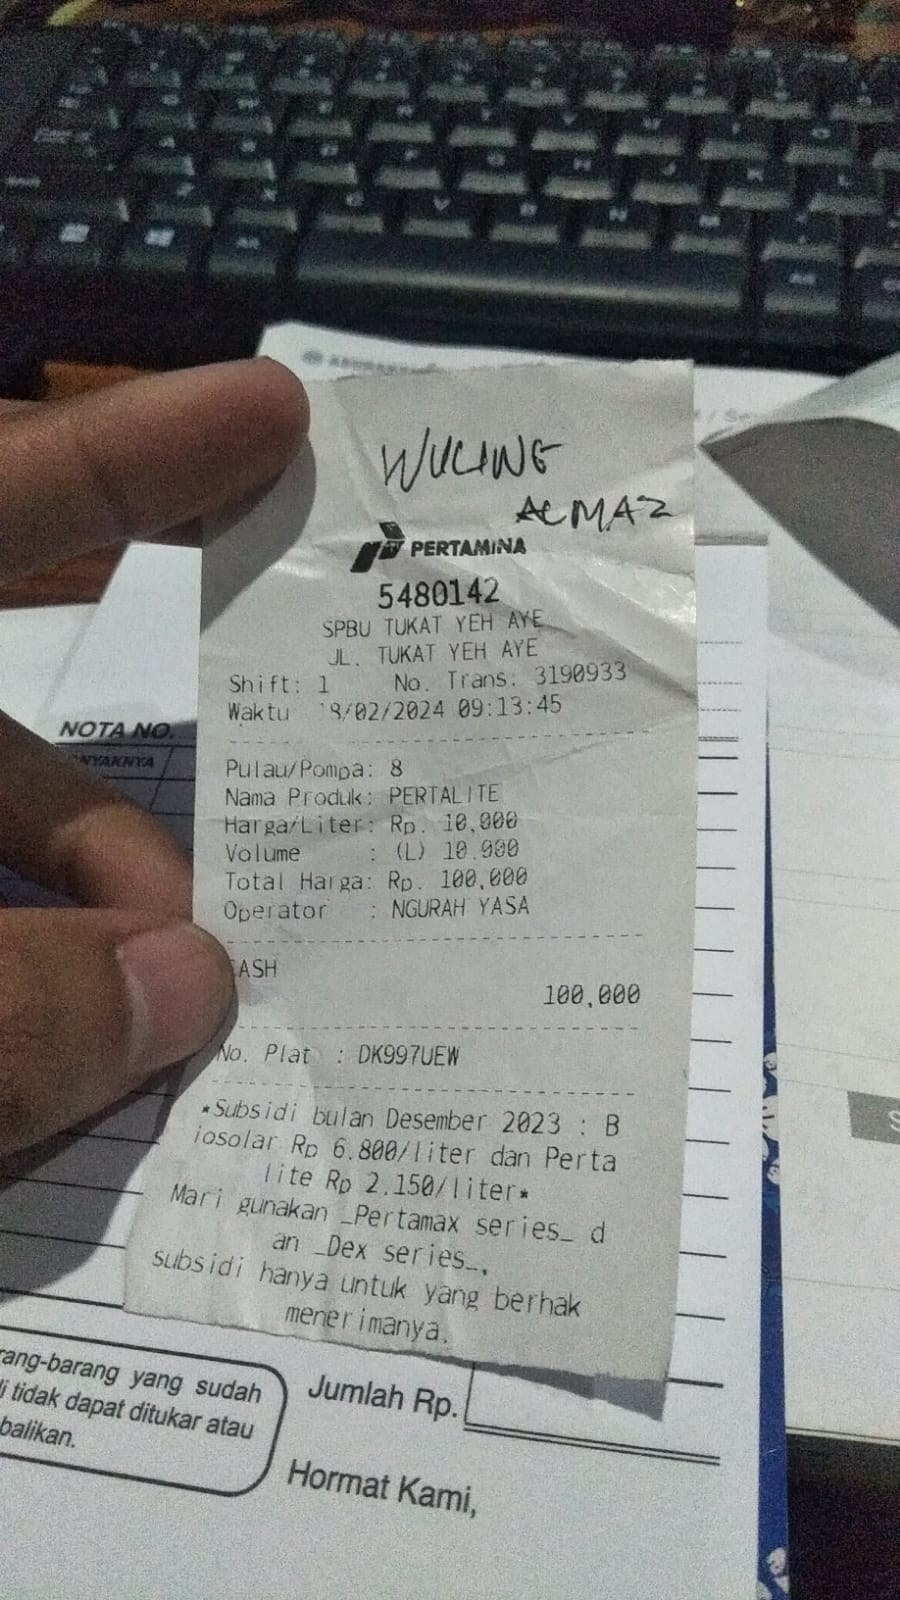 WULING
ALMAZ
PERTAMINA
5480142
SPBU TUKAT YEH AYE
JL. TUKAT YEH AYE
Shift: 1 No. Trans: 3190933
Waktu 18/02/2024 09:13:45
Pulau/Pompa: 8
Nama Produk: PERTALITE
Harga/Liter: Rp. 10,000
Volume : (L) 10.000
Total Harga: Rp. 100,000
Operator : NGURAH YASA
CASH
100,000
No. Plat : DK997UEW
*Subsidi bulan Desember 2023 : B
iosolar Rp 6.800/liter dan Perta
lite Rp 2.150/liter*
Mari gunakan _Pertamax series_ d
an _Dex series_,
subsidi hanya untuk yang berhak
menerimanya.
NOTA NO.
NYAKNYA
rang-barang yang sudah
tidak dapat ditukar atau
balikan.
Jumlah Rp.
Hormat Kami,